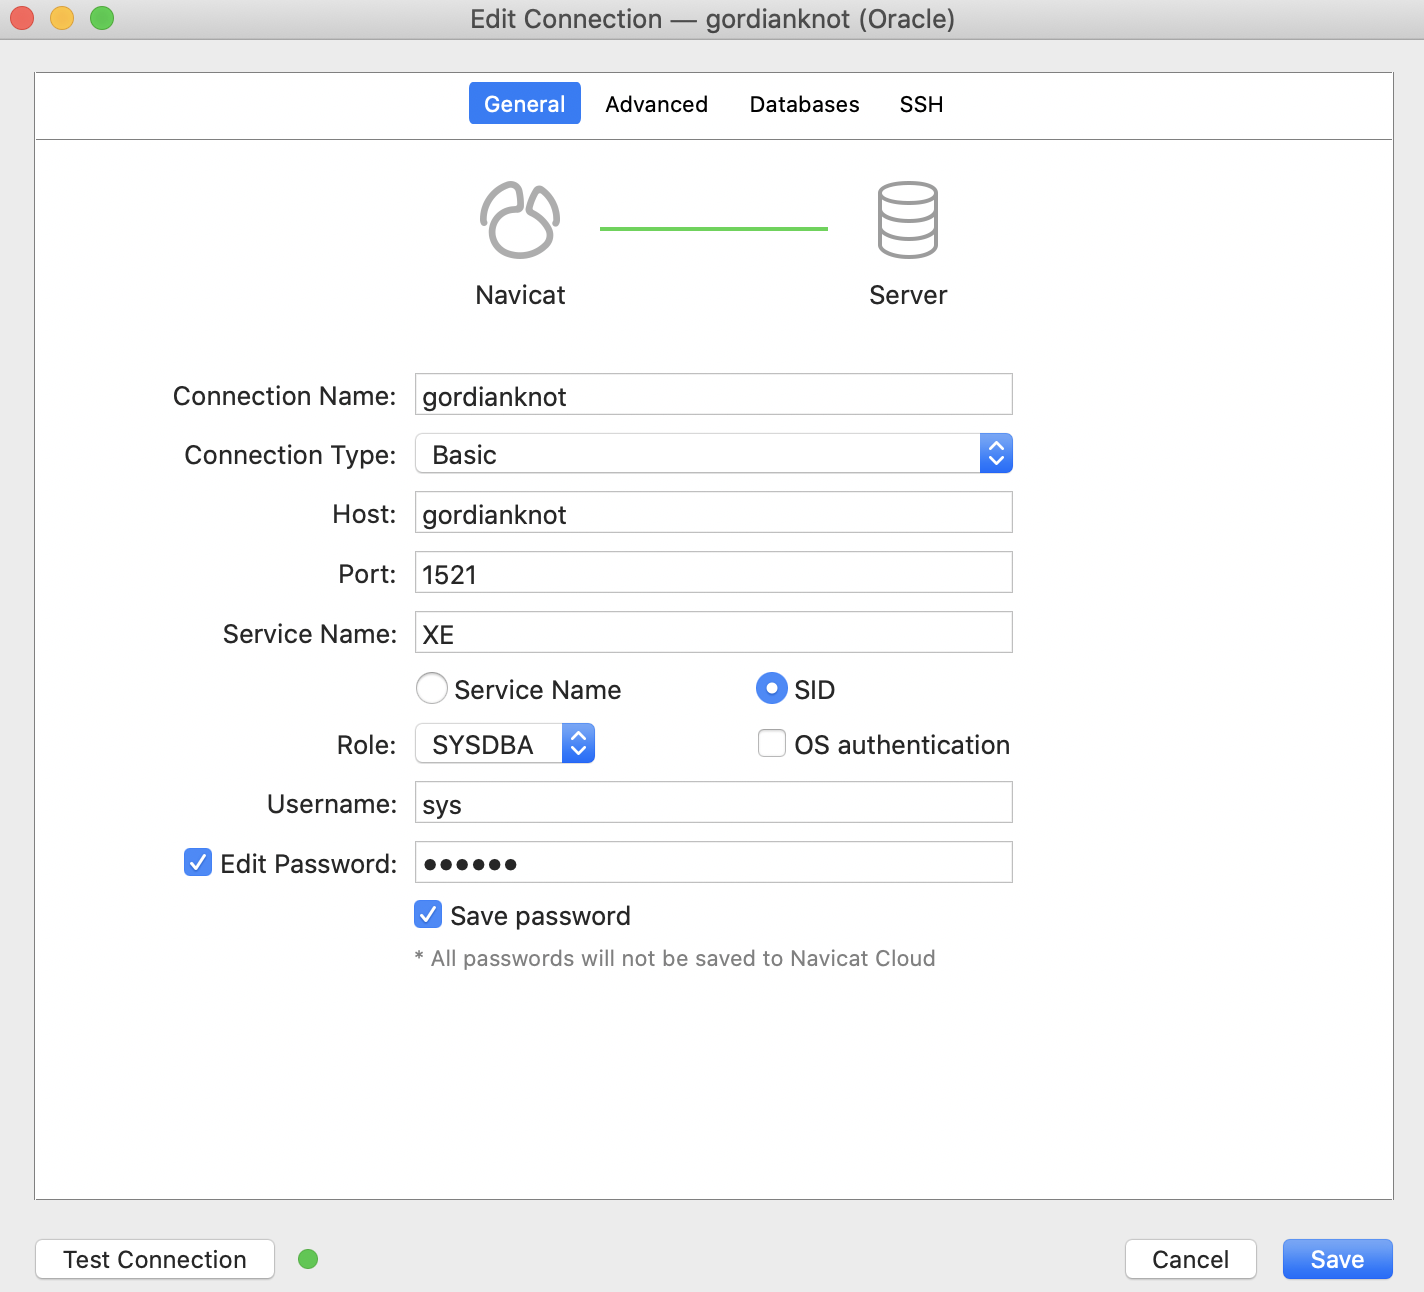 Edit Connection — gordianknot (Oracle)
General Advanced Databases SSH
Navicat Server
Connection Name: gordianknot
Connection Type: Basic
Host: gordianknot
Port: 1521
Service Name: XE
Service Name SID
Role: SYSDBA OS authentication
Username: sys
Edit Password: ••••••
Save password
* All passwords will not be saved to Navicat Cloud
Test Connection Cancel Save